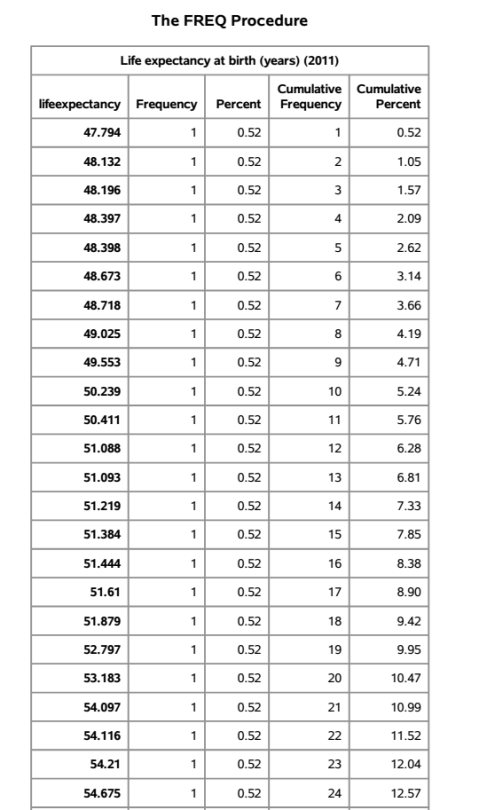 The FREQ Procedure
Life expectancy at birth (years) (2011)
lifeexpectancy Frequency Percent Cumulative Frequency Cumulative Percent
47.794 1 0.52 1 0.52
48.132 1 0.52 2 1.05
48.196 1 0.52 3 1.57
48.397 1 0.52 4 2.09
48.398 1 0.52 5 2.62
48.673 1 0.52 6 3.14
48.718 1 0.52 7 3.66
49.025 1 0.52 8 4.19
49.553 1 0.52 9 4.71
50.239 1 0.52 10 5.24
50.411 1 0.52 11 5.76
51.088 1 0.52 12 6.28
51.093 1 0.52 13 6.81
51.219 1 0.52 14 7.33
51.384 1 0.52 15 7.85
51.444 1 0.52 16 8.38
51.61 1 0.52 17 8.90
51.879 1 0.52 18 9.42
52.797 1 0.52 19 9.95
53.183 1 0.52 20 10.47
54.097 1 0.52 21 10.99
54.116 1 0.52 22 11.52
54.21 1 0.52 23 12.04
54.675 1 0.52 24 12.57